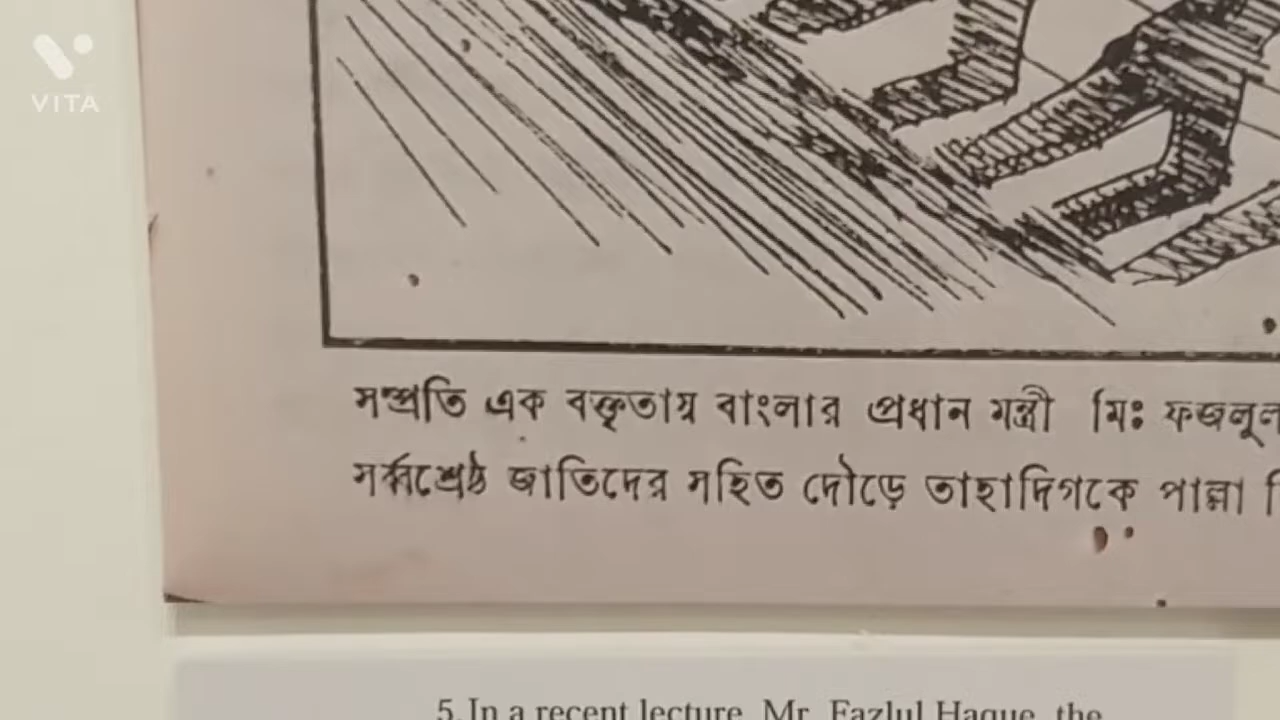 VITA
সম্প্রতি এক বক্তৃতায় বাংলার প্রধান মন্ত্রী মিঃ ফজলুল
সর্ব্বশ্রেষ্ঠ জাতিদের সহিত দৌড়ে তাহাদিগকে পাল্লা
5. In a recent lecture, Mr. Fazlul Haque, the